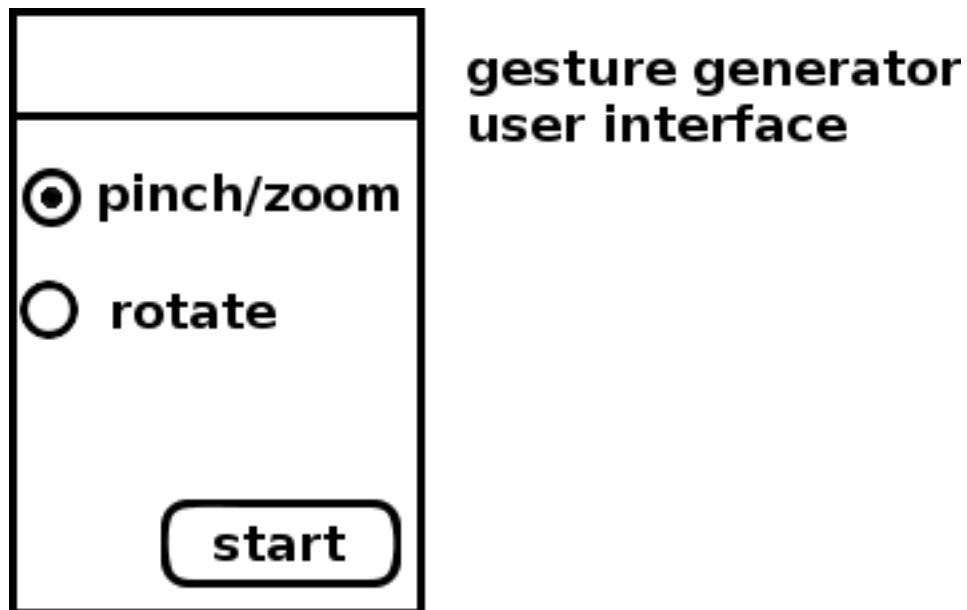 gesture generator
user interface
pinch/zoom
rotate
start